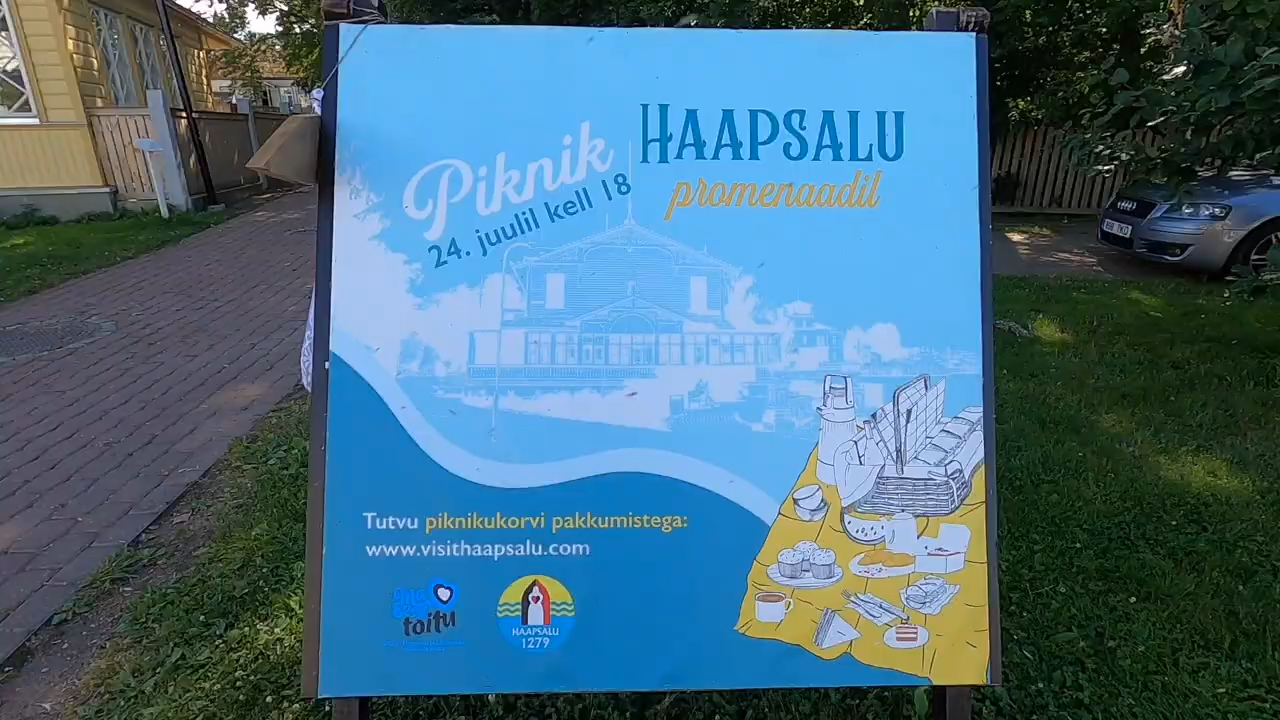 Piknik
24. juulil kell 18
HAAPSALU
promenaadil
Tutvu piknikukorvi pakkumistega:
www.visithaapsalu.com
toitu
HAAPSALU
1279